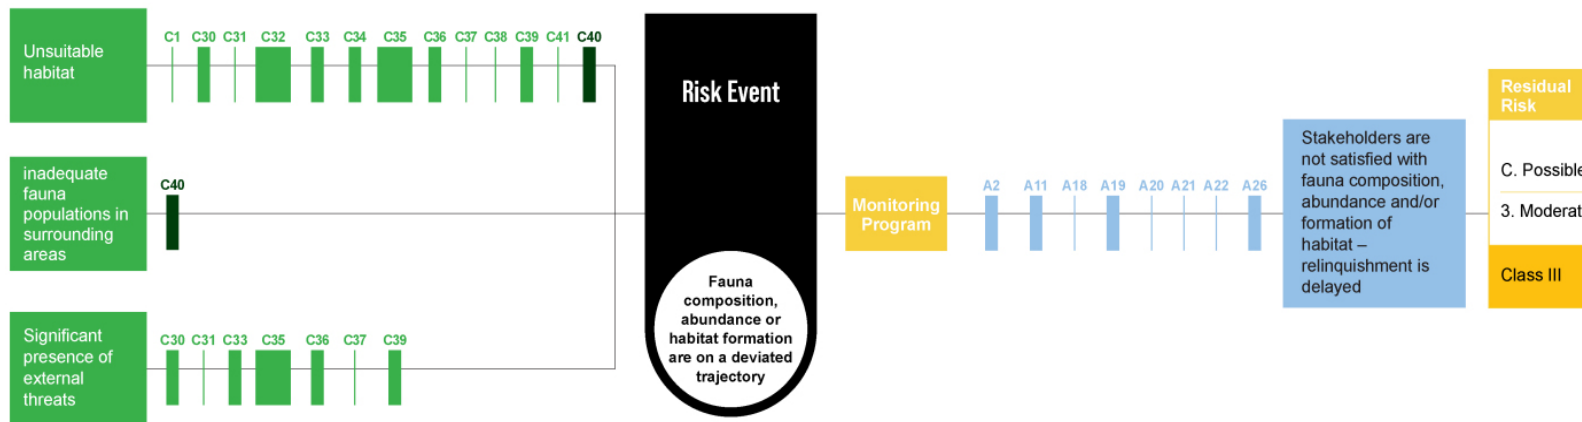 Unsuitable
habitat
C1 C30 C31 C32 C33 C34 C35 C36 C37 C38 C39 C41 C40
inadequate
fauna
populations in
surrounding
areas
C40
Significant
presence of
external
threats
C30 C31 C33 C35 C36 C37 C39
Risk Event
Fauna
composition,
abundance or
habitat formation
are on a deviated
trajectory
Monitoring
Program
A2 A11 A18 A19 A20 A21 A22 A26
Stakeholders are
not satisfied with
fauna composition,
abundance and/or
formation of
habitat –
relinquishment is
delayed
Residual
Risk
C. Possible
3. Moderat
Class III